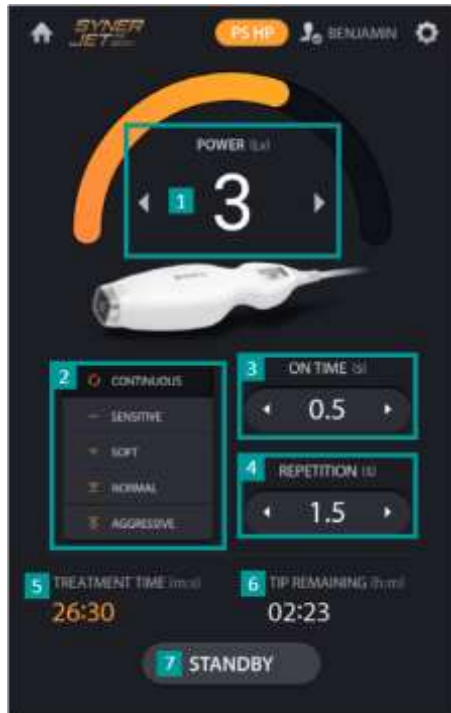 SYNER
JET
PS HP
BENJAMIN
POWER (Lv)
1
3
2
CONTINUOUS
SENSITIVE
SOFT
NORMAL
AGGRESSIVE
3
ON TIME (s)
0.5
4
REPETITION (s)
1.5
5
TREATMENT TIME (m:s)
26:30
6
TIP REMAINING (h:m)
02:23
7
STANDBY